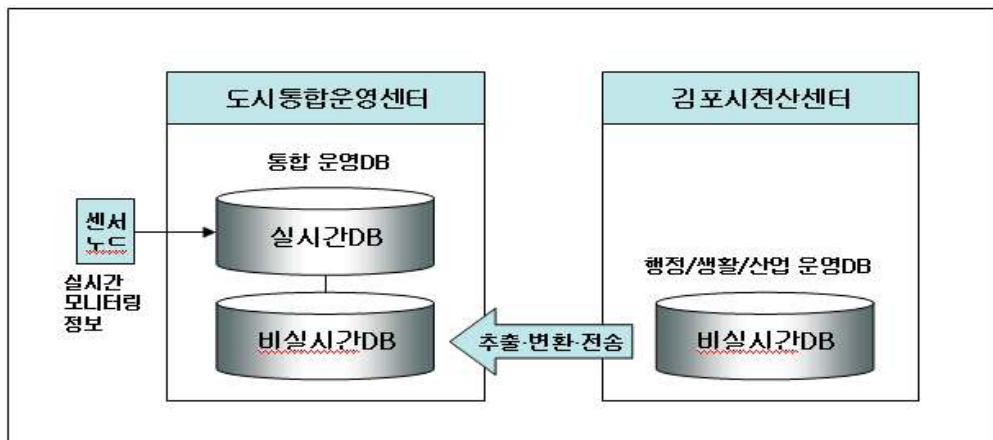 도시통합운영센터
김포시전산센터
통합 운영DB
센서
노드
실시간DB
실시간
모니터링
정보
비실시간DB
추출·변환·전송
행정/생활/산업 운영DB
비실시간DB